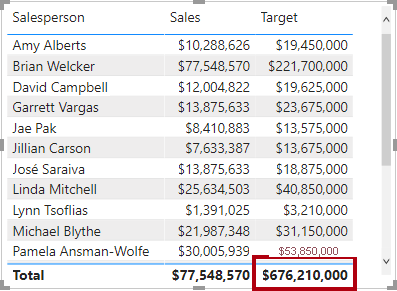 Salesperson Sales Target
Amy Alberts $10,288,626 $19,450,000
Brian Welcker $77,548,570 $221,700,000
David Campbell $12,004,822 $19,625,000
Garrett Vargas $13,875,633 $23,675,000
Jae Pak $8,410,883 $13,575,000
Jillian Carson $7,633,387 $13,675,000
José Saraiva $13,875,633 $18,875,000
Linda Mitchell $25,634,503 $40,850,000
Lynn Tsoflias $1,391,025 $3,210,000
Michael Blythe $21,987,348 $31,150,000
Pamela Ansman-Wolfe $30,005,939 $53,850,000
Total $77,548,570 $676,210,000